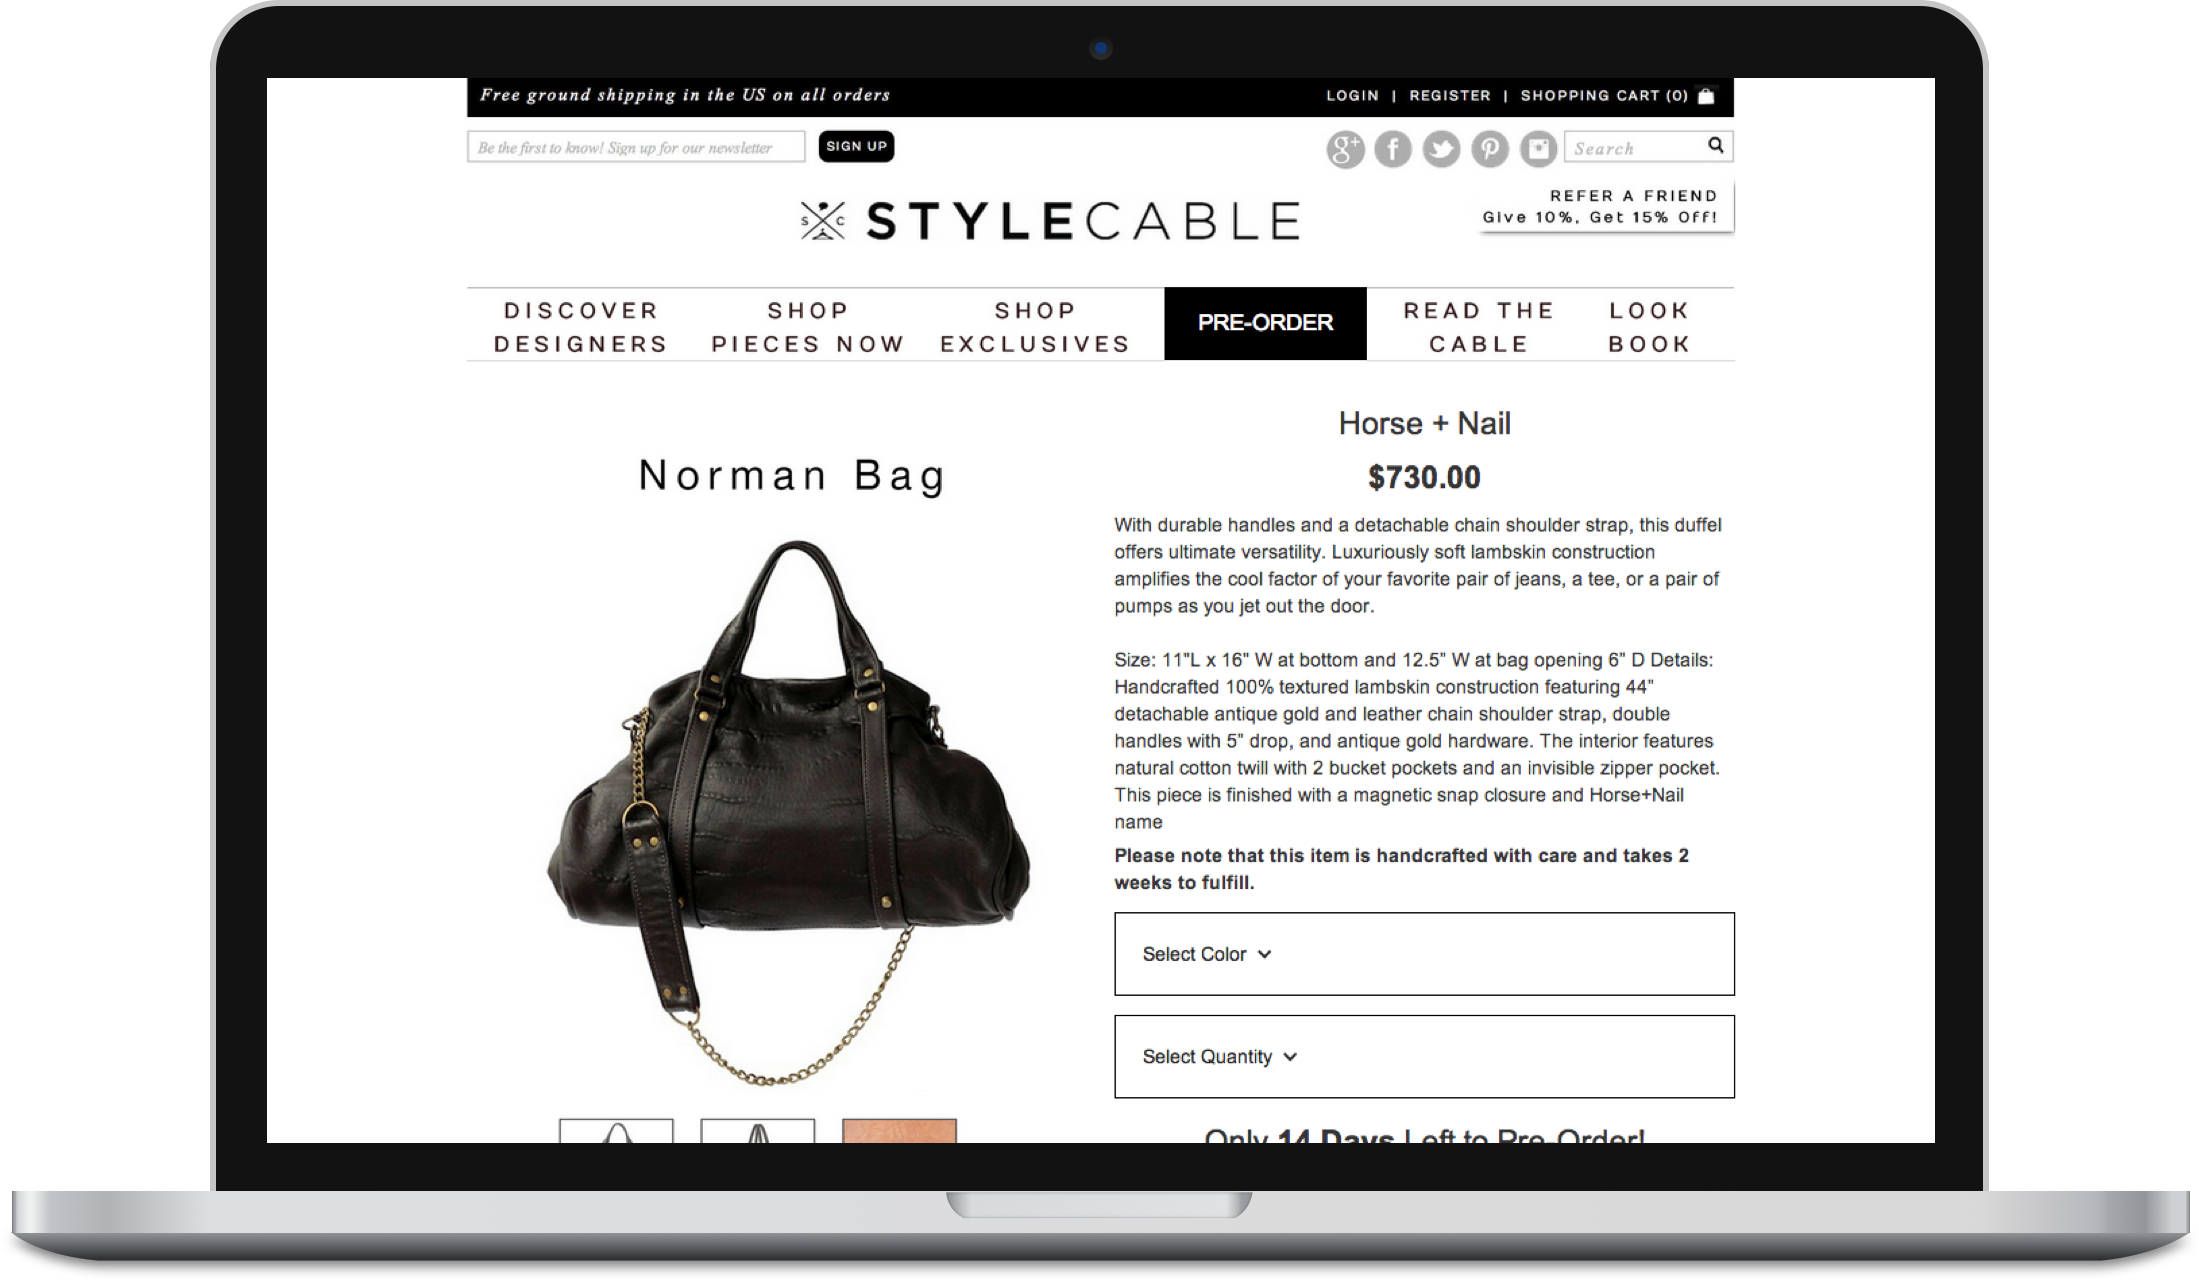 Free ground shipping in the US on all orders
LOGIN | REGISTER | SHOPPING CART (0)
Be the first to know! Sign up for our newsletter
SIGN UP
g+ f
Search
REFER A FRIEND
Give 10%, Get 15% Off!
S C STYLECABLE
DISCOVER
DESIGNERS
SHOP
PIECES NOW
SHOP
EXCLUSIVES
PRE-ORDER
READ THE
CABLE
LOOK
BOOK
Norman Bag
Horse + Nail
$730.00
With durable handles and a detachable chain shoulder strap, this duffel
offers ultimate versatility. Luxuriously soft lambskin construction
amplifies the cool factor of your favorite pair of jeans, a tee, or a pair of
pumps as you jet out the door.
Size: 11"L x 16" W at bottom and 12.5” W at bag opening 6” D Details:
Handcrafted 100% textured lambskin construction featuring 44”
detachable antique gold and leather chain shoulder strap, double
handles with 5” drop, and antique gold hardware. The interior features
natural cotton twill with 2 bucket pockets and an invisible zipper pocket.
This piece is finished with a magnetic snap closure and Horse+Nail
name
Please note that this item is handcrafted with care and takes 2
weeks to fulfill.
Select Color
Select Quantity
Only 14 Days Left to Pre-Order!